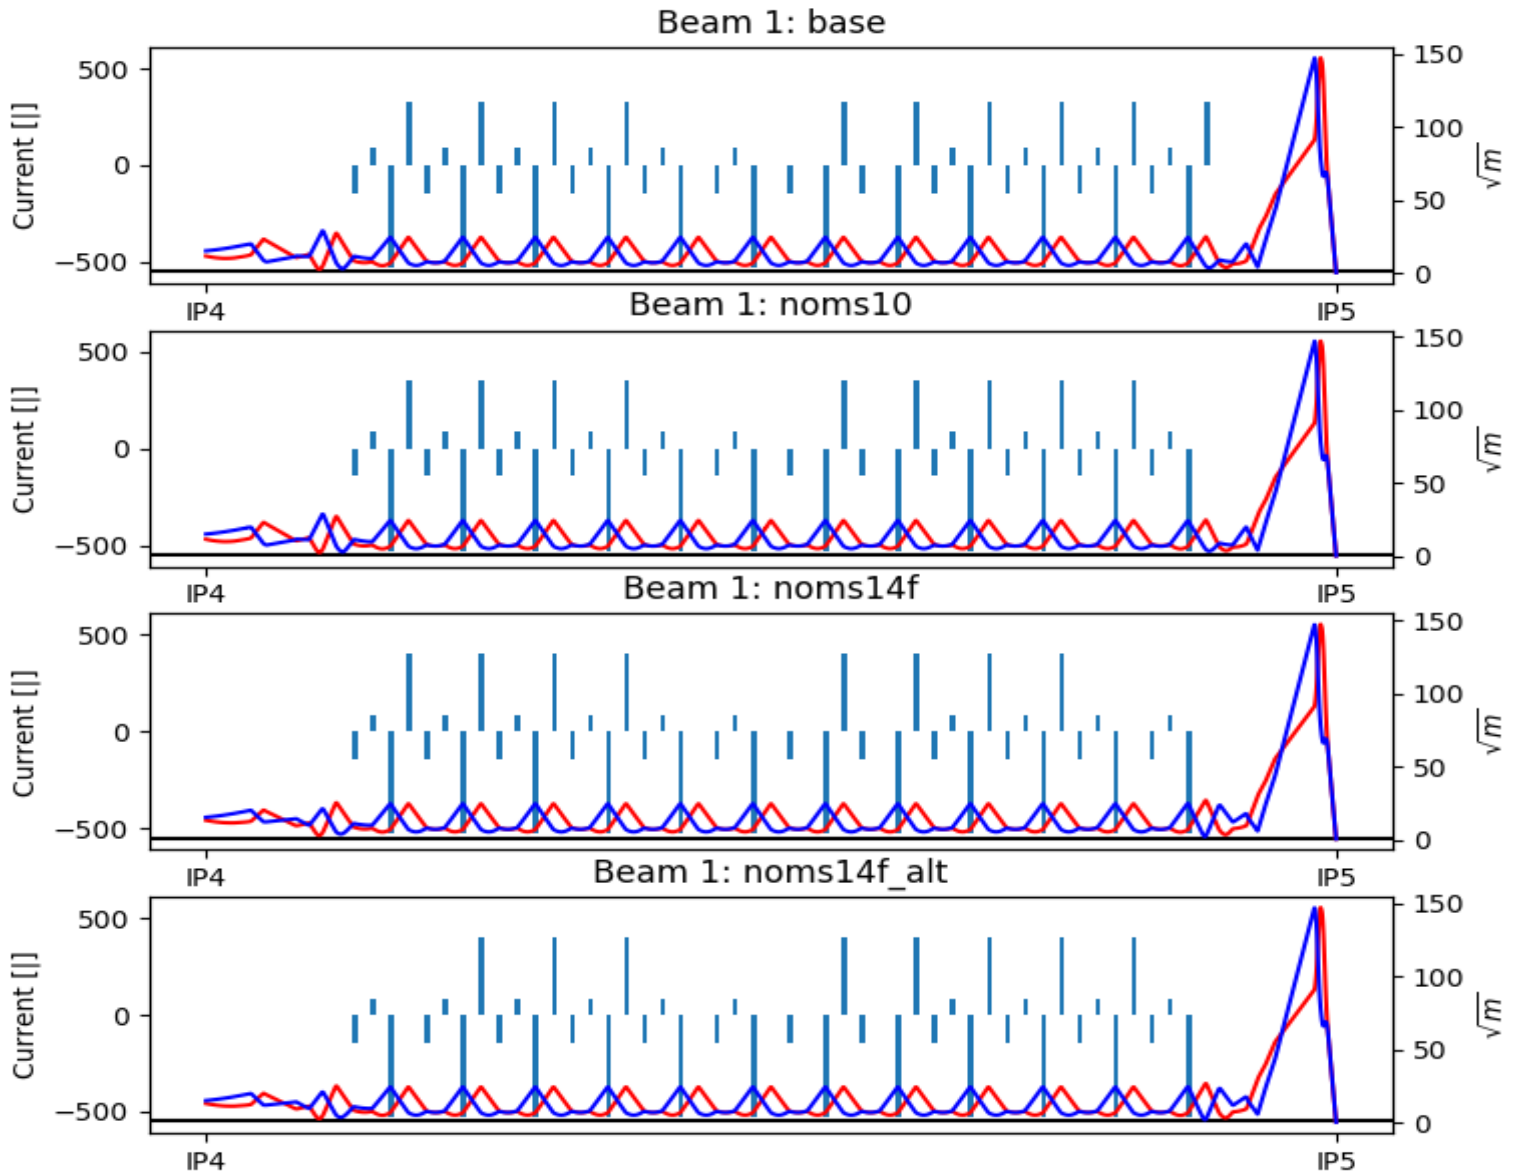 Beam 1: base
500
0
−500
Current [|]
150
100
50
0
√m
IP4
IP5
Beam 1: noms10
500
0
−500
Current [|]
150
100
50
0
√m
IP4
IP5
Beam 1: noms14f
500
0
−500
Current [|]
150
100
50
0
√m
IP4
IP5
Beam 1: noms14f_alt
500
0
−500
Current [|]
150
100
50
0
√m
IP4
IP5